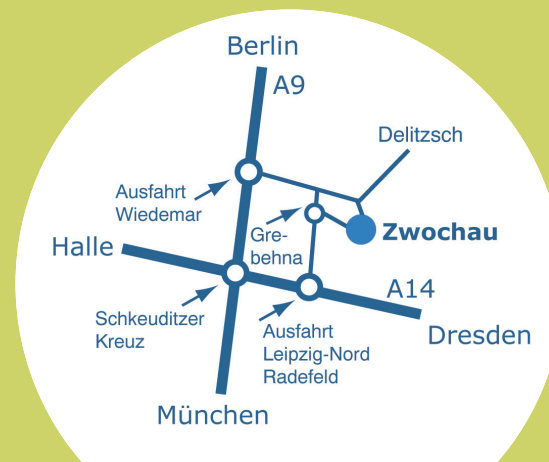 Berlin
A9
Delitzsch
Ausfahrt
Wiedemar
Gre-
behna
Zwochau
Halle
A14
Schkeuditzer
Kreuz
Ausfahrt
Leipzig-Nord
Radefeld
Dresden
München